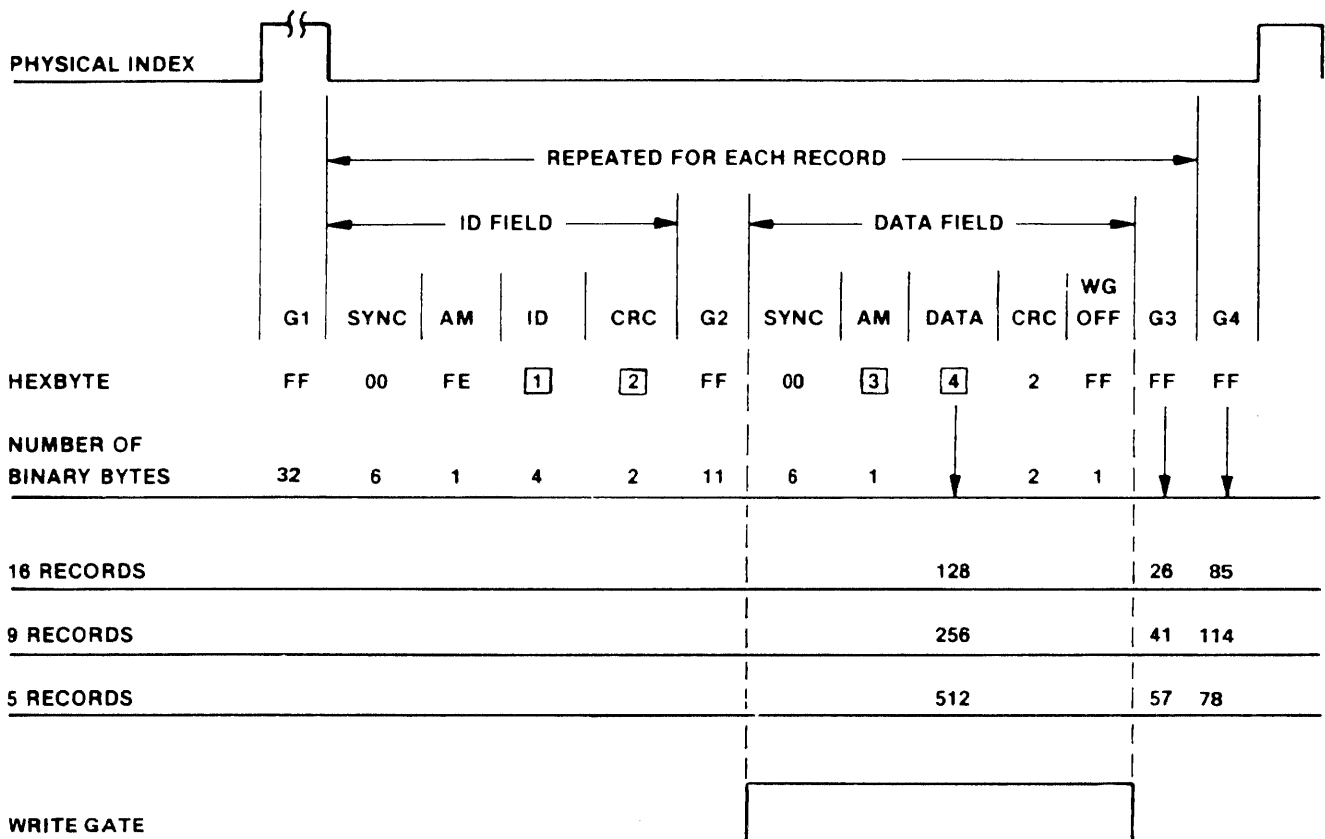 PHYSICAL INDEX
REPEATED FOR EACH RECORD
ID FIELD DATA FIELD
WG
G1 SYNC AM ID CRC G2 SYNC AM DATA CRC OFF G3 G4
HEXBYTE FF 00 FE 1 2 FF 00 3 4 2 FF FF FF
NUMBER OF
BINARY BYTES 32 6 1 4 2 11 6 1 2 1
16 RECORDS 128 26 85
9 RECORDS 256 41 114
5 RECORDS 512 57 78
WRITE GATE